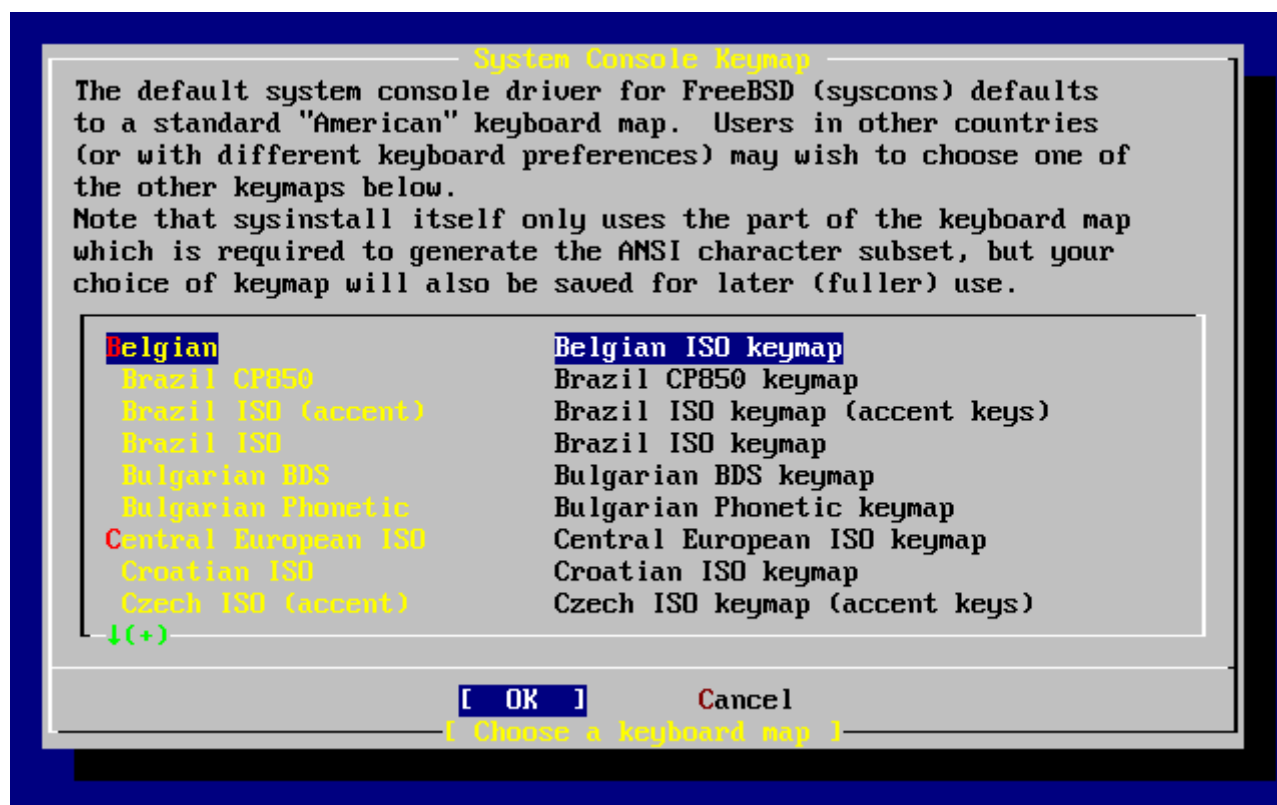 System Console Keymap
The default system console driver for FreeBSD (syscons) defaults
to a standard "American" keyboard map.  Users in other countries
(or with different keyboard preferences) may wish to choose one of
the other keymaps below.
Note that sysinstall itself only uses the part of the keyboard map
which is required to generate the ANSI character subset, but your
choice of keymap will also be saved for later (fuller) use.
Belgian Belgian ISO keymap
Brazil CP850 Brazil CP850 keymap
Brazil ISO (accent) Brazil ISO keymap (accent keys)
Brazil ISO Brazil ISO keymap
Bulgarian BDS Bulgarian BDS keymap
Bulgarian Phonetic Bulgarian Phonetic keymap
Central European ISO Central European ISO keymap
Croatian ISO Croatian ISO keymap
Czech ISO (accent) Czech ISO keymap (accent keys)
↓(+)
[ OK ] Cancel
[ Choose a keyboard map ]